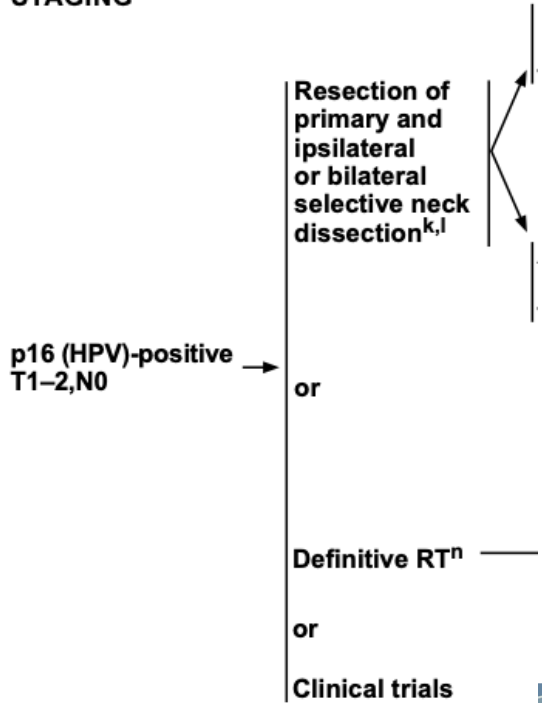 STAGING
Resection of
primary and
ipsilateral
or bilateral
selective neck
dissectionk,l
p16 (HPV)-positive
T1–2,N0
or
Definitive RTn
or
Clinical trials